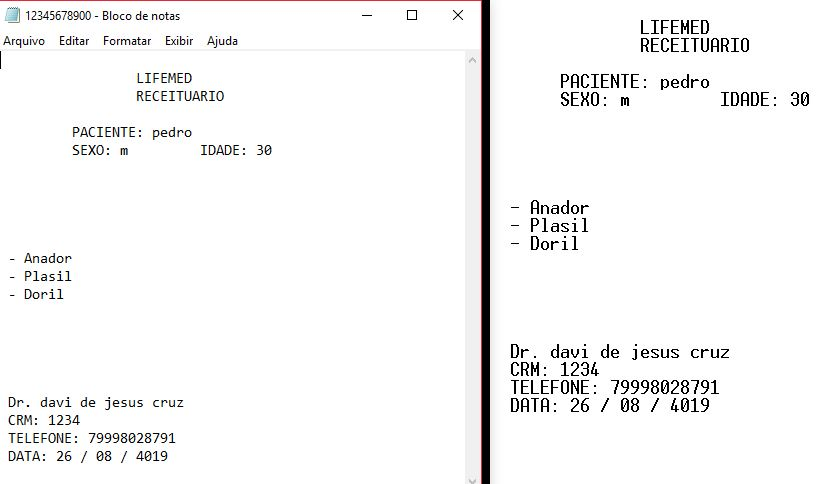 12345678900 - Bloco de notas
Arquivo Editar Formatar Exibir Ajuda
LIFEMED
RECEITUARIO
PACIENTE: pedro
SEXO: m IDADE: 30
- Anador
- Plasil
- Doril
Dr. davi de jesus cruz
CRM: 1234
TELEFONE: 79998028791
DATA: 26 / 08 / 4019
LIFEMED
RECEITUARIO
PACIENTE: pedro
SEXO: m IDADE: 30
- Anador
- Plasil
- Doril
Dr. davi de jesus cruz
CRM: 1234
TELEFONE: 79998028791
DATA: 26 / 08 / 4019